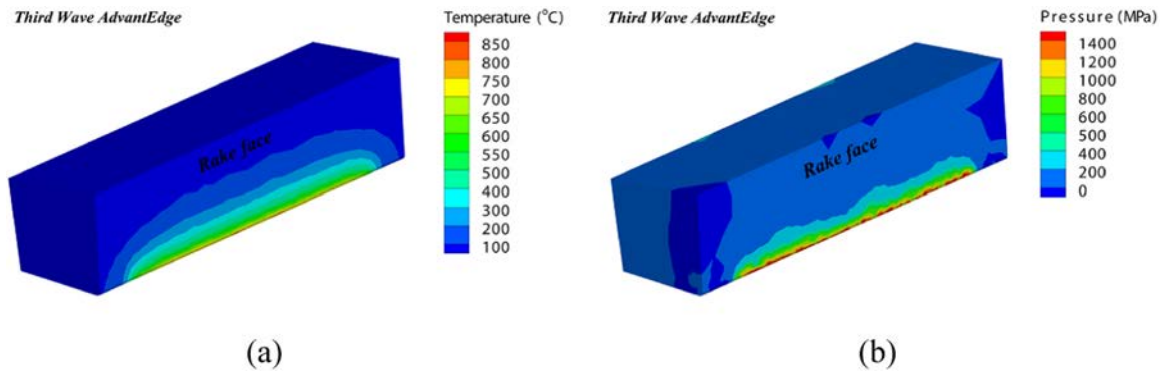 Third Wave AdvantEdge
Temperature (°C)
850
800
750
700
650
550
500
400
300
200
100
Rake face
(a)
Third Wave AdvantEdge
Pressure (MPa)
1400
1200
1000
800
600
500
400
200
0
Rake face
(b)